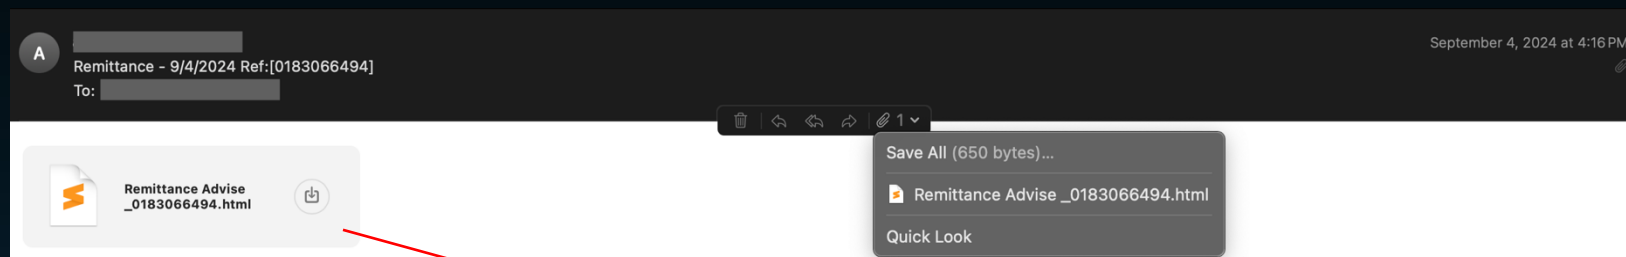 A
September 4, 2024 at 4:16 PM
Remittance - 9/4/2024 Ref:[0183066494]
To:
1
Save All (650 bytes)...
Remittance Advise _0183066494.html
Quick Look
Remittance Advise
_0183066494.html